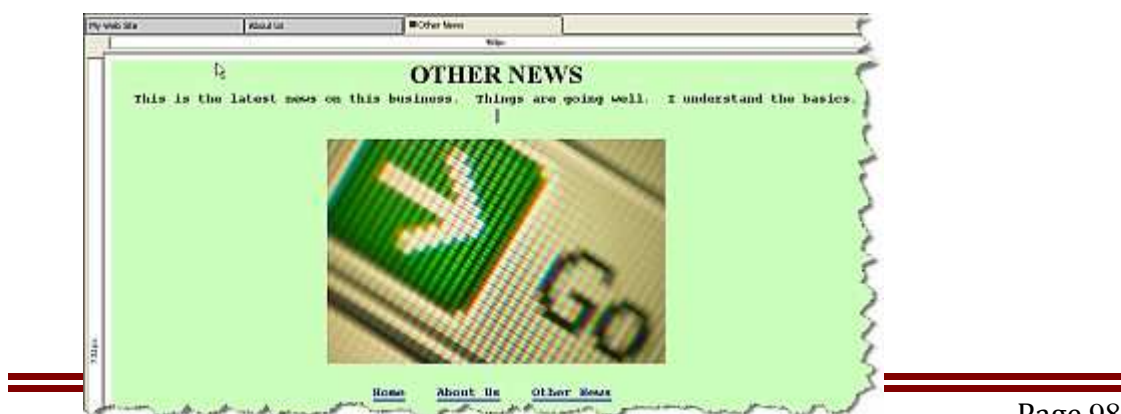 My Web Site About Us Other News
OTHER NEWS
This is the latest news on this business. Things are going well. I understand the basics.
Go
Home About Us Other News
Page 98